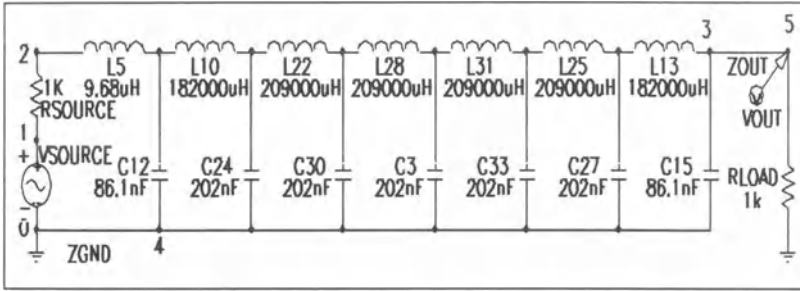 2 3 5
L5 L10 L22 L28 L31 L25 L13 ZOUT
1K 9.68uH 182000uH 209000uH 209000uH 209000uH 209000uH 182000uH
RSOURCE VOUT
1
+ VSOURCE
C12 C24 C30 C3 C33 C27 C15 RLOAD
86.1nF 202nF 202nF 202nF 202nF 202nF 86.1nF 1k
-
0
ZGND 4